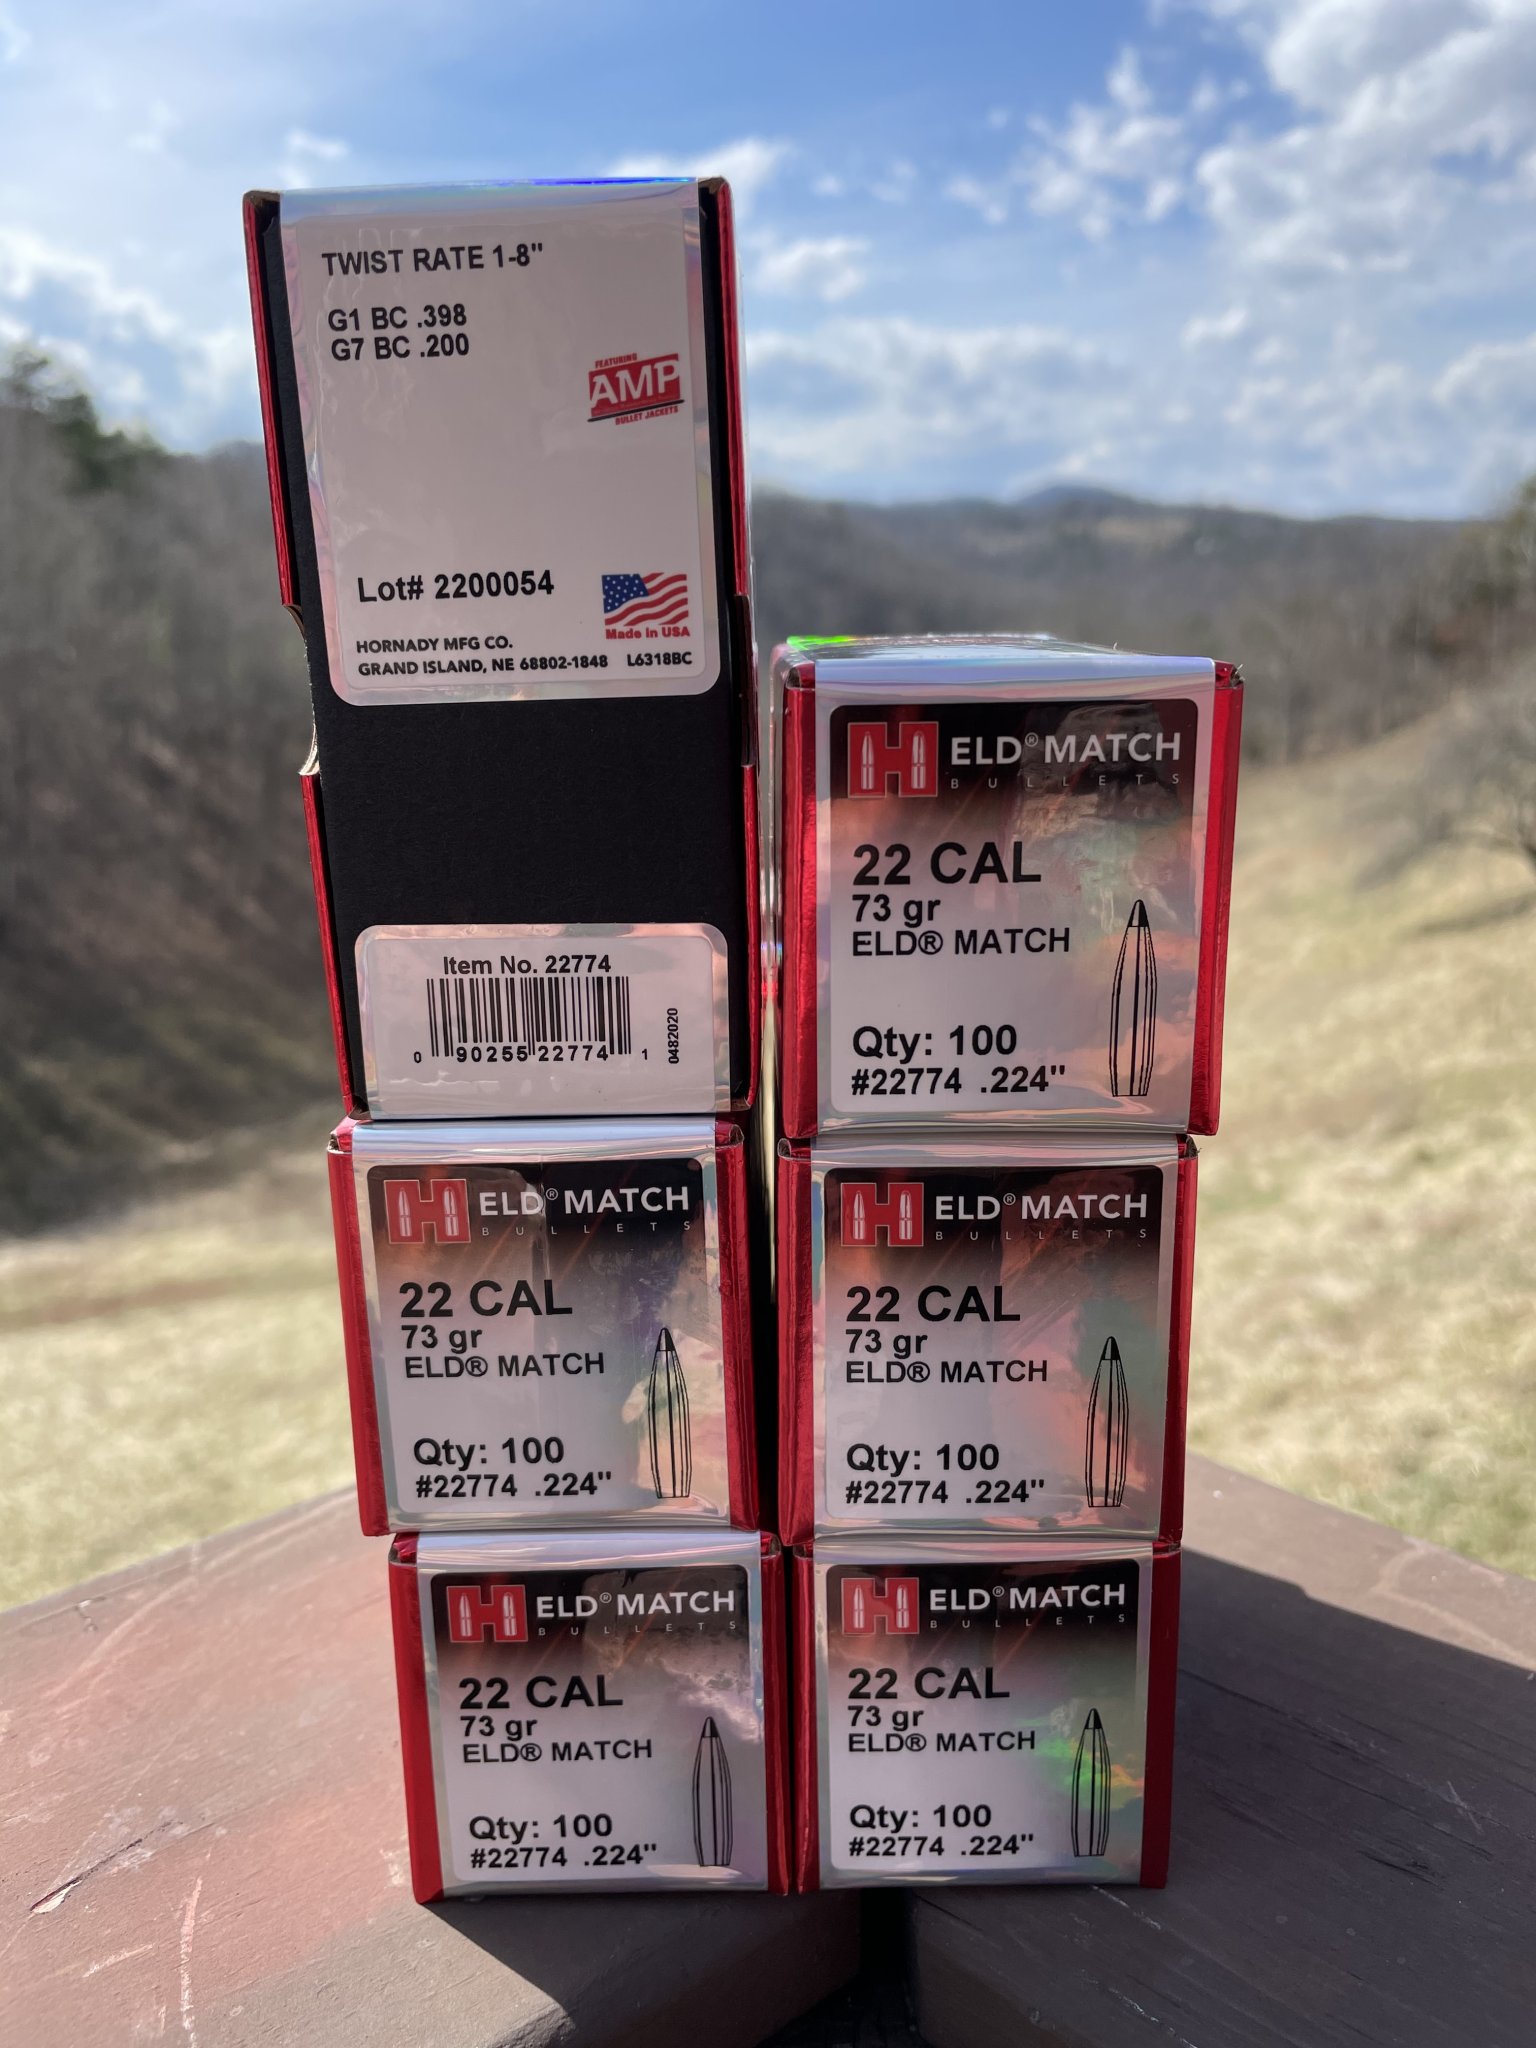 TWIST RATE 1-8"
G1 BC .398
G7 BC .200
FEATURING
AMP
BULLET JACKETS
Lot# 2200054
Made in USA
HORNADY MFG CO.
GRAND ISLAND, NE 68802-1848 L6318BC
Item No. 22774
0 90255 22774 1
0482020
H ELD® MATCH
BULLETS
22 CAL
73 gr
ELD® MATCH
Qty: 100
#22774 .224"
H ELD® MATCH
BULLETS
22 CAL
73 gr
ELD® MATCH
Qty: 100
#22774 .224"
H ELD® MATCH
BULLETS
22 CAL
73 gr
ELD® MATCH
Qty: 100
#22774 .224"
H ELD® MATCH
BULLETS
22 CAL
73 gr
ELD® MATCH
Qty: 100
#22774 .224"
H ELD® MATCH
BULLETS
22 CAL
73 gr
ELD® MATCH
Qty: 100
#22774 .224"